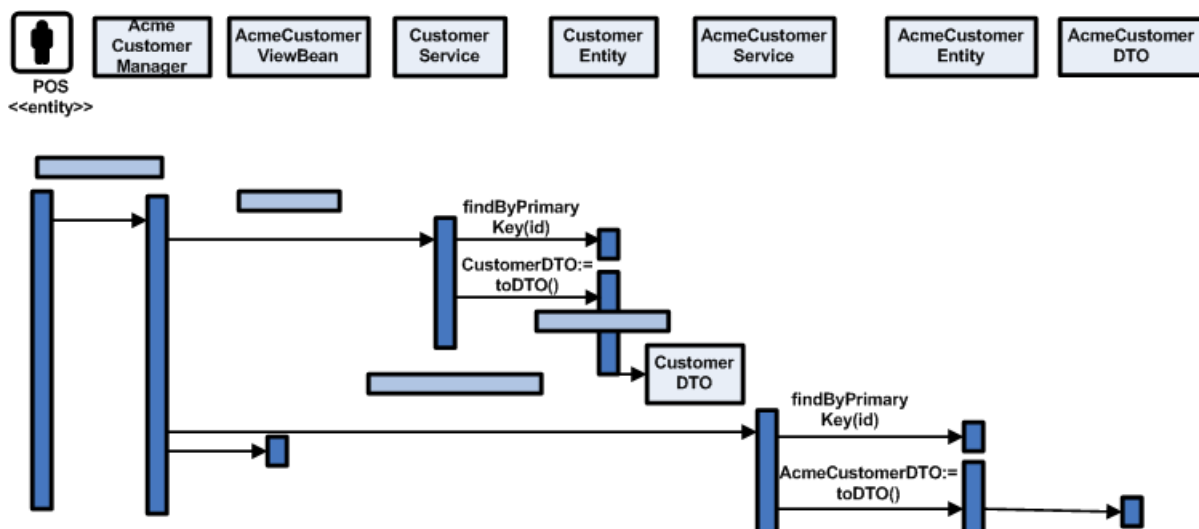 Acme
Customer
Manager
AcmeCustomer
ViewBean
Customer
Service
Customer
Entity
AcmeCustomer
Service
AcmeCustomer
Entity
AcmeCustomer
DTO
POS
<<entity>>
findByPrimary
Key(id)
CustomerDTO:=
toDTO()
Customer
DTO
findByPrimary
Key(id)
AcmeCustomerDTO:=
toDTO()